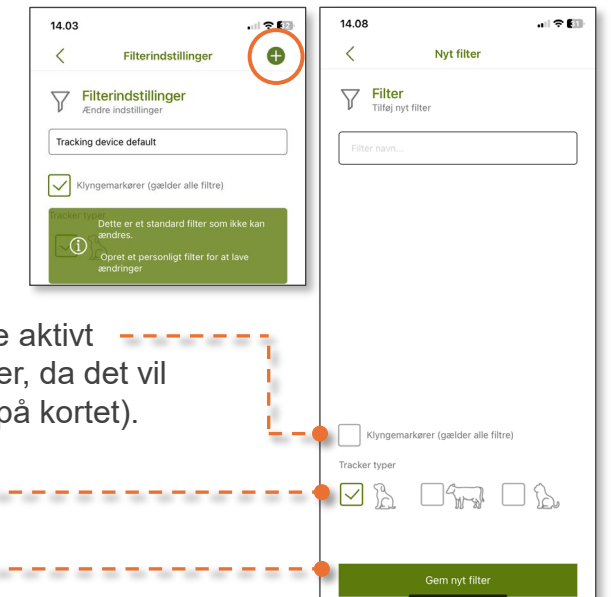 14.03
Filterindstillinger
Filterindstillinger
Ændre indstillinger
Tracking device default
Klyngemarkører (gælder alle filtre)
Tracker typer
Dette er et standard filter som ikke kan
ændres.
Opret et personligt filter for at lave
ændringer
e aktivt
er, da det vil
på kortet).
14.08
Nyt filter
Filter
Tilføj nyt filter
Filter navn...
Klyngemarkører (gælder alle filtre)
Tracker typer
Gem nyt filter